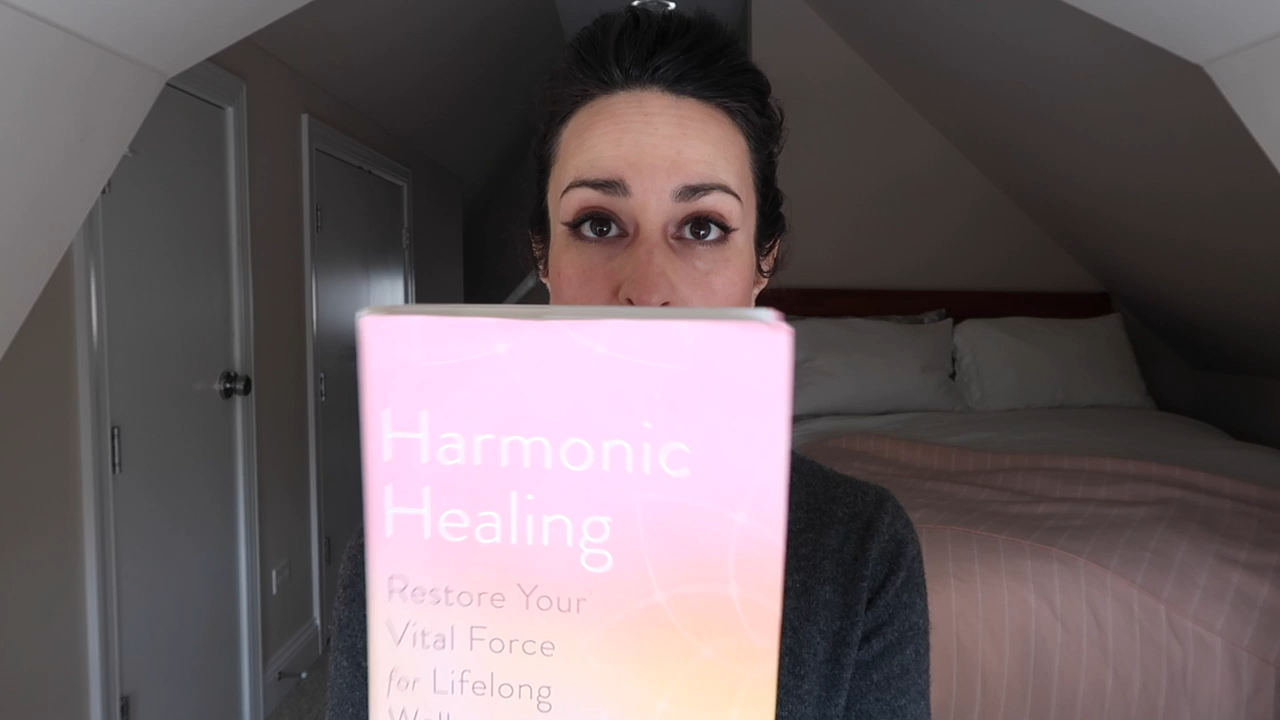 Harmonic
Healing
Restore Your
Vital Force
for Lifelong